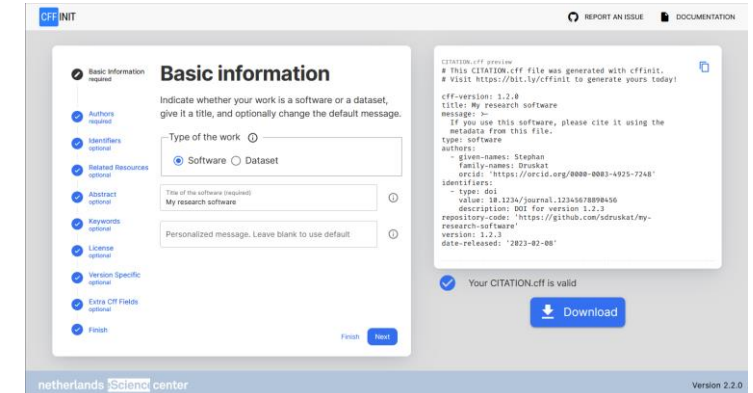 CFF INIT
REPORT AN ISSUE
DOCUMENTATION
Basic Information
required
Authors
required
Identifiers
optional
Related Resources
optional
Abstract
optional
Keywords
optional
License
optional
Version Specific
optional
Extra Cff Fields
optional
Finish
Basic information
Indicate whether your work is a software or a dataset,
give it a title, and optionally change the default message.
Type of the work
Software
Dataset
Title of the software (required)
My research software
Personalized message. Leave blank to use default
Finish
Next
CITATION.cff preview
# This CITATION.cff file was generated with cffinit.
# Visit https://bit.ly/cffinit to generate yours today!
cff-version: 1.2.0
title: My research software
message: >-
If you use this software, please cite it using the
metadata from this file.
type: software
authors:
- given-names: Stephan
family-names: Druskat
orcid: 'https://orcid.org/0000-0003-4925-7248'
identifiers:
- type: doi
value: 10.1234/journal.12345678890456
description: DOI for version 1.2.3
repository-code: 'https://github.com/sdruskat/my-
research-software'
version: 1.2.3
date-released: '2023-02-08'
Your CITATION.cff is valid
Download
netherlands eScience center
Version 2.2.0